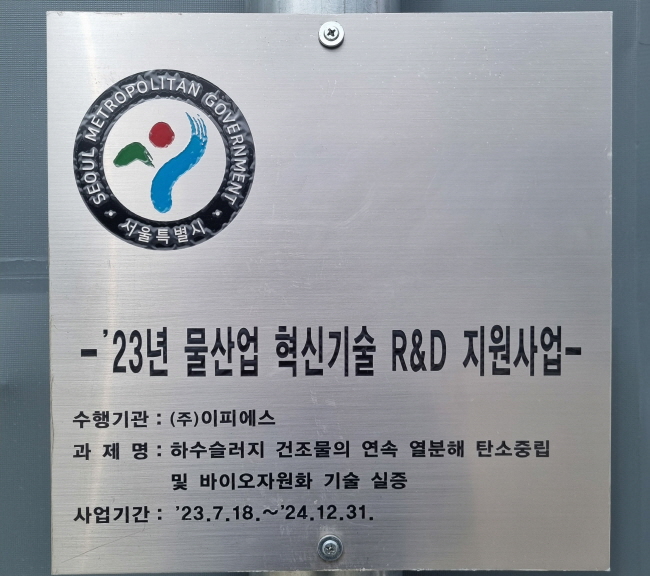 SEOUL METROPOLITAN GOVERNMENT
서울특별시
-'23년 물산업 혁신기술 R&D 지원사업-
수행기관 : (주)이피에스
과 제 명 : 하수슬러지 건조물의 연속 열분해 탄소중립
및 바이오자원화 기술 실증
사업기간 : '23.7.18.~'24.12.31.